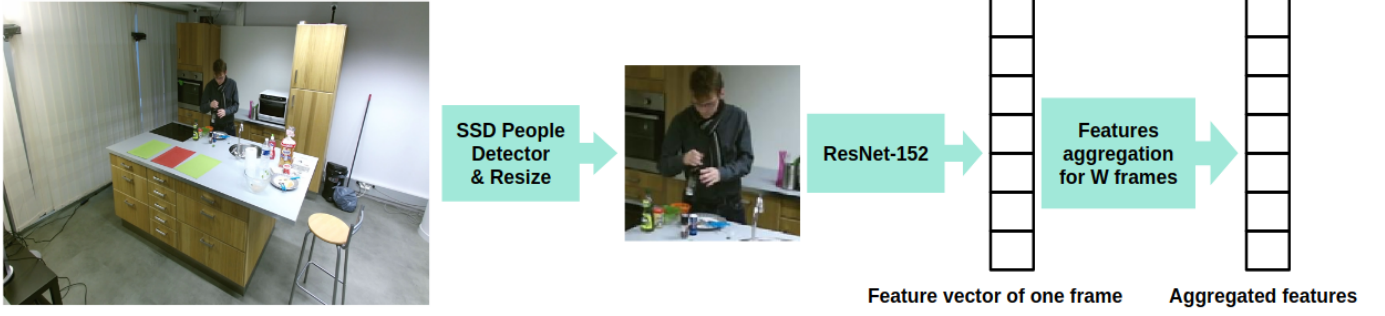 SSD People
Detector
& Resize
ResNet-152
Features
aggregation
for W frames
Feature vector of one frame
Aggregated features